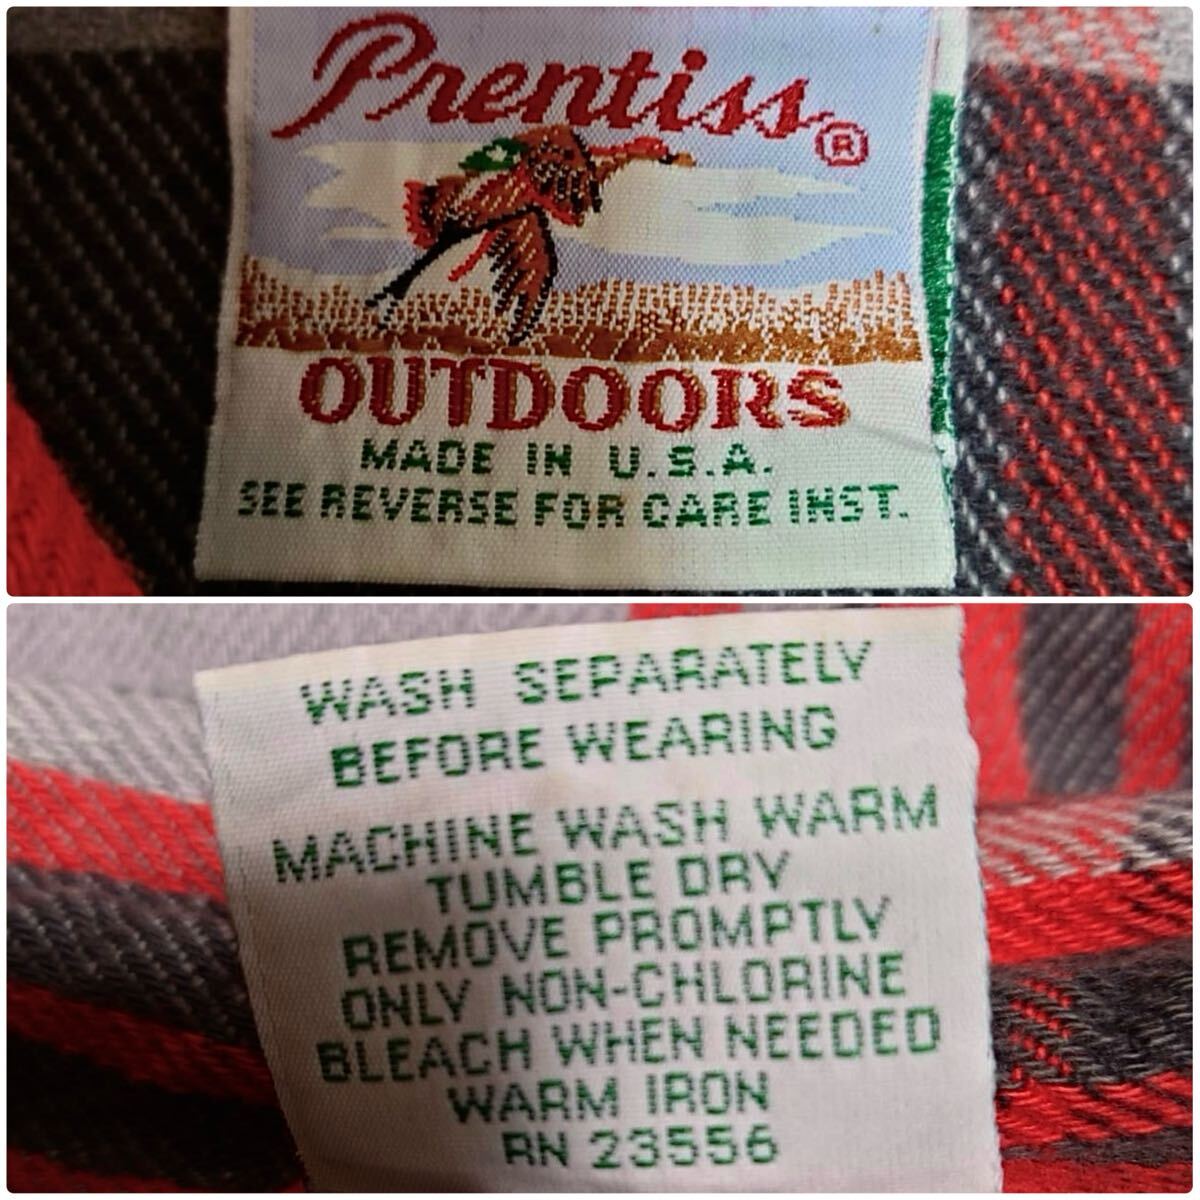 Prentiss®
OUTDOORS
MADE IN U.S.A.
SEE REVERSE FOR CARE INST.
WASH SEPARATELY
BEFORE WEARING
MACHINE WASH WARM
TUMBLE DRY
REMOVE PROMPTLY
ONLY NON-CHLORINE
BLEACH WHEN NEEDED
WARM IRON
RN 23556